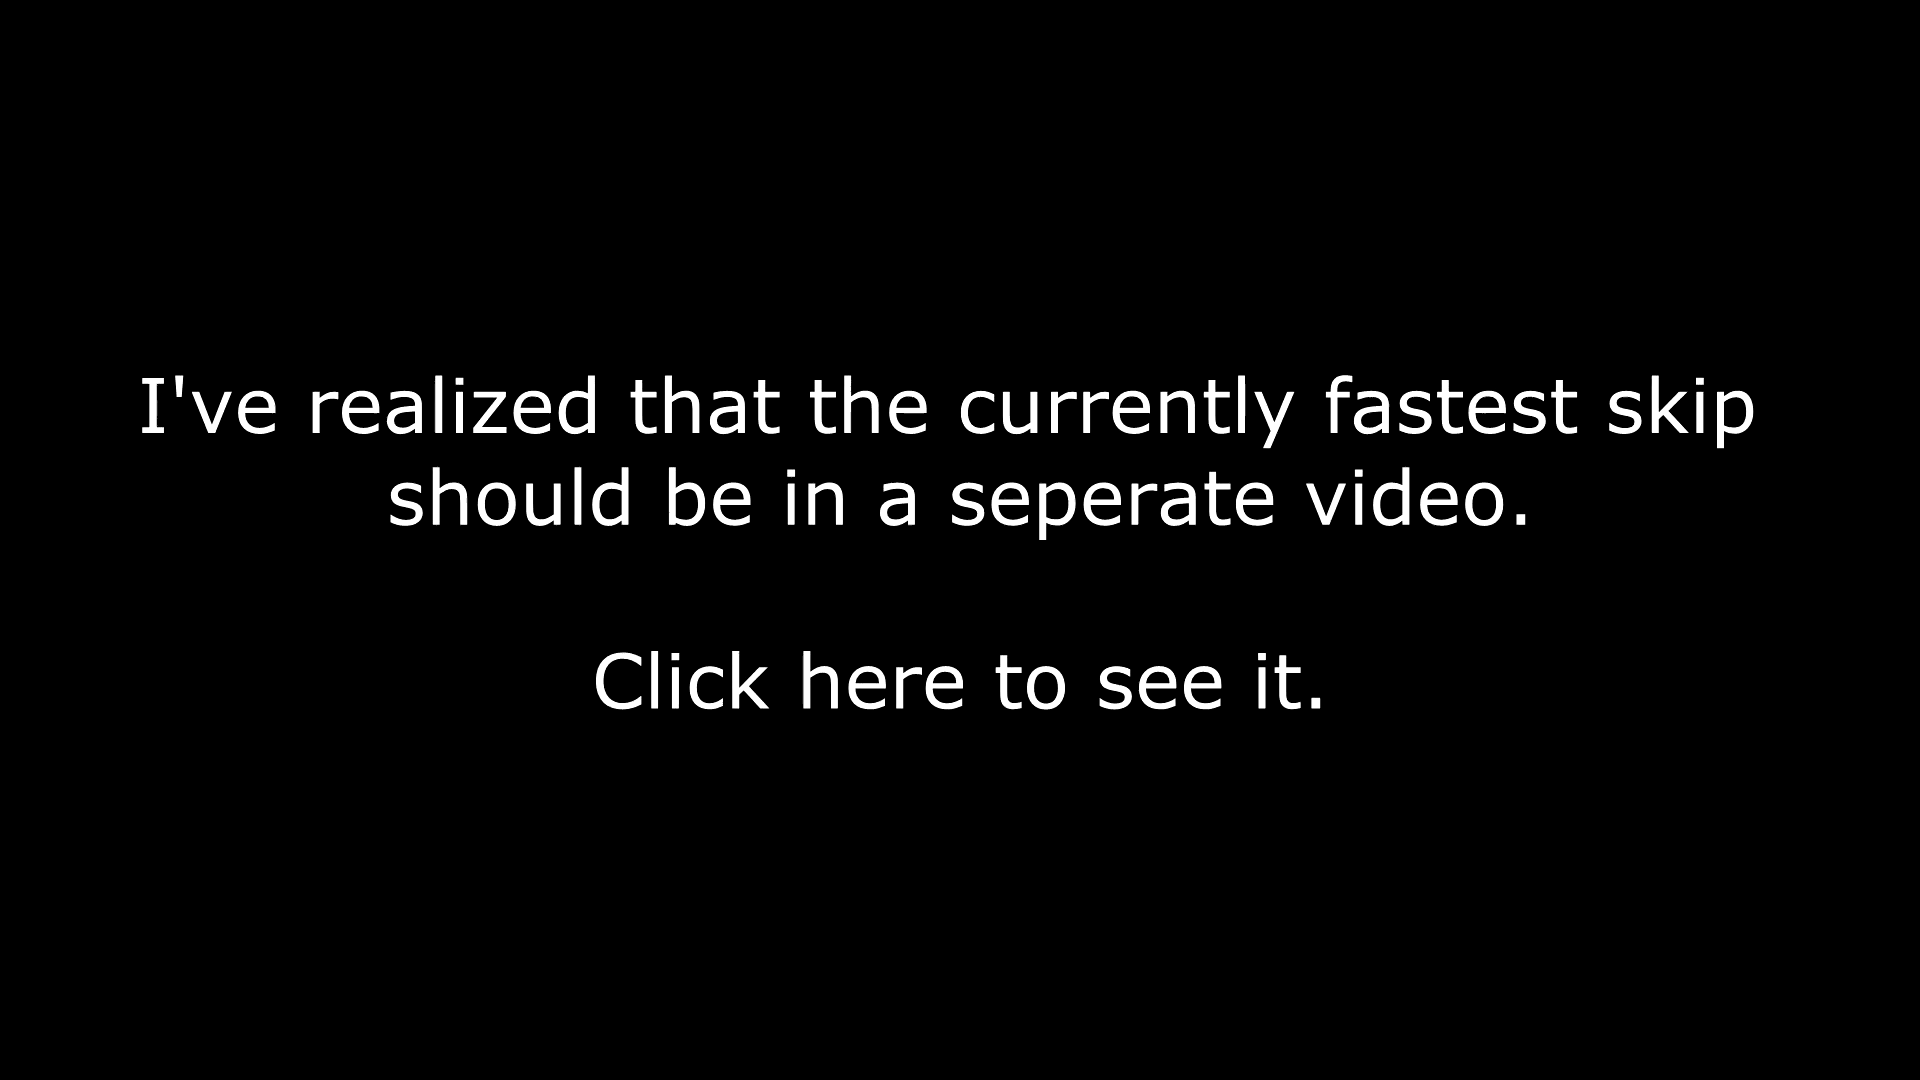 I've realized that the currently fastest skip
should be in a seperate video.
Click here to see it.